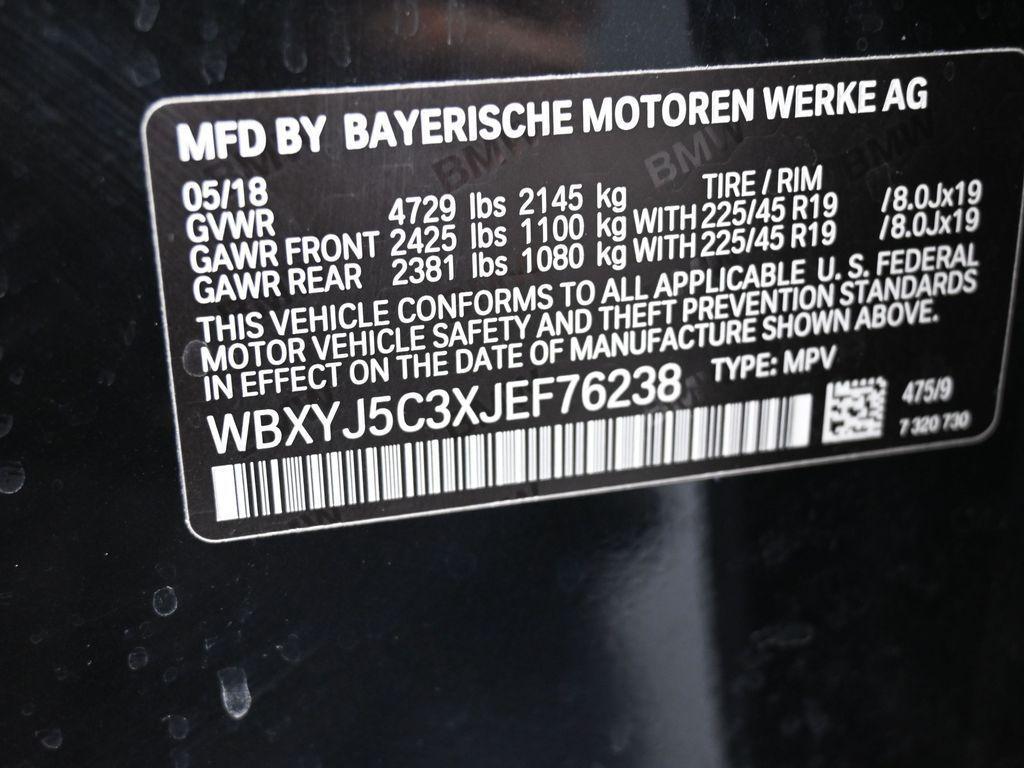 MFD BY BAYERISCHE MOTOREN WERKE AG
05/18 TIRE / RIM
GVWR 4729 lbs 2145 kg
GAWR FRONT 2425 lbs 1100 kg WITH 225/45 R19 /8.0Jx19
GAWR REAR 2381 lbs 1080 kg WITH 225/45 R19 /8.0Jx19
THIS VEHICLE CONFORMS TO ALL APPLICABLE U. S. FEDERAL
MOTOR VEHICLE SAFETY AND THEFT PREVENTION STANDARDS
IN EFFECT ON THE DATE OF MANUFACTURE SHOWN ABOVE.
WBXYJ5C3XJEF76238 TYPE: MPV
475/9
7 320 730
BMW BMW BMW